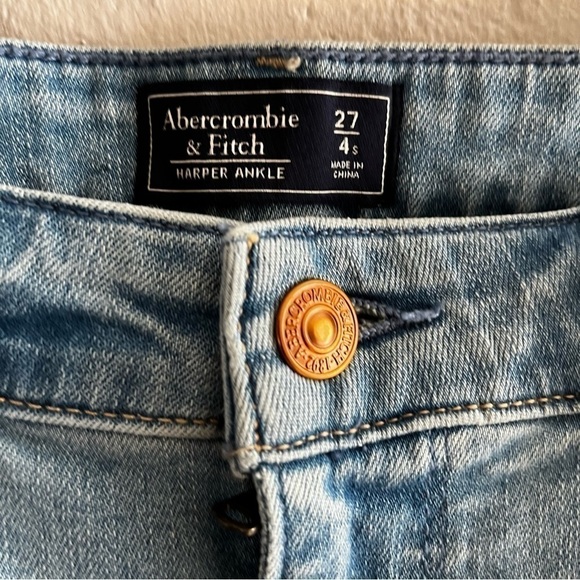 Abercrombie
& Fitch
HARPER ANKLE
27
4s
MADE IN
CHINA
ABERCROMBIE & FITCH · 1892 ·